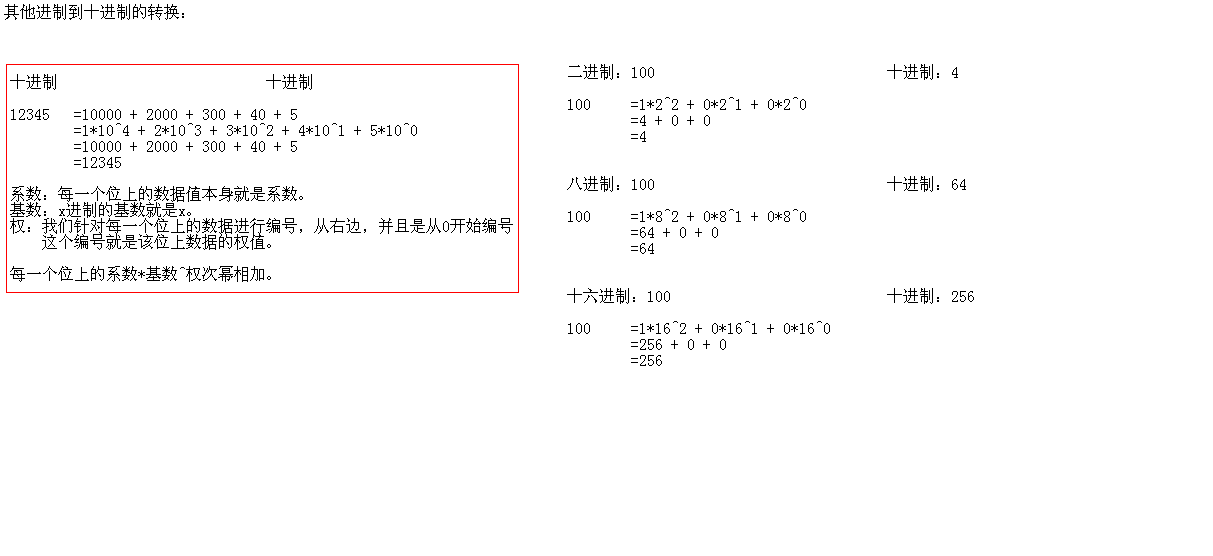 其他进制到十进制的转换：
十进制 十进制
12345 =10000 + 2000 + 300 + 40 + 5
=1*10^4 + 2*10^3 + 3*10^2 + 4*10^1 + 5*10^0
=10000 + 2000 + 300 + 40 + 5
=12345
系数：每一个位上的数据值本身就是系数。
基数：x进制的基数就是x。
权：我们针对每一个位上的数据进行编号，从右边，并且是从0开始编号
这个编号就是该位上数据的权值。
每一个位上的系数*基数^权次幂相加。
二进制：100 十进制：4
100 =1*2^2 + 0*2^1 + 0*2^0
=4 + 0 + 0
=4
八进制：100 十进制：64
100 =1*8^2 + 0*8^1 + 0*8^0
=64 + 0 + 0
=64
十六进制：100 十进制：256
100 =1*16^2 + 0*16^1 + 0*16^0
=256 + 0 + 0
=256